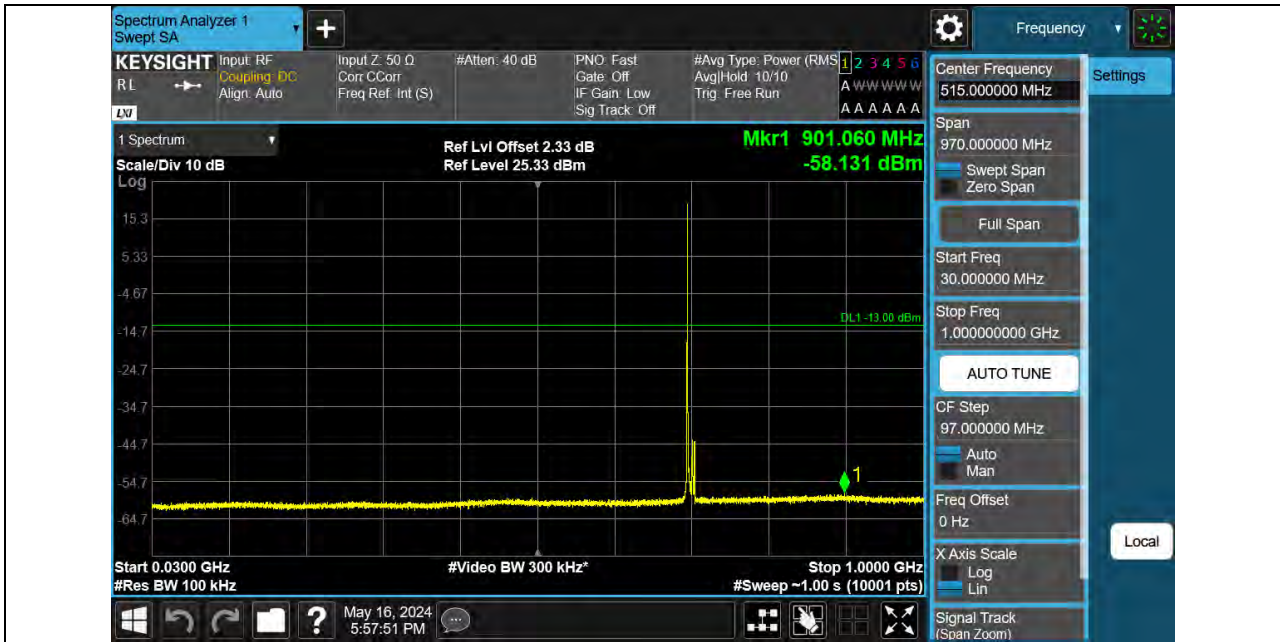 Spectrum Analyzer 1
Swept SA
Frequency
KEYSIGHT
RL
LXI
Input: RF
Coupling: DC
Align: Auto
Input Z: 50 Ω
Corr CCorr
Freq Ref: Int (S)
#Atten: 40 dB
PNO: Fast
Gate: Off
IF Gain: Low
Sig Track: Off
#Avg Type: Power (RMS
Avg|Hold: 10/10
Trig: Free Run
1 2 3 4 5 6
A W W W W W
A A A A A A
1 Spectrum
Scale/Div 10 dB
Ref Lvl Offset 2.33 dB
Ref Level 25.33 dBm
Mkr1 901.060 MHz
-58.131 dBm
Log
15.3
5.33
-4.67
-14.7
-24.7
-34.7
-44.7
-54.7
-64.7
DL1 -13.00 dBm
1
Start 0.0300 GHz
#Res BW 100 kHz
#Video BW 300 kHz*
Stop 1.0000 GHz
#Sweep ~1.00 s (10001 pts)
Center Frequency
515.000000 MHz
Settings
Span
970.000000 MHz
Swept Span
Zero Span
Full Span
Start Freq
30.000000 MHz
Stop Freq
1.000000000 GHz
AUTO TUNE
CF Step
97.000000 MHz
Auto
Man
Freq Offset
0 Hz
X Axis Scale
Log
Lin
Local
Signal Track
(Span Zoom)
?
May 16, 2024
5:57:51 PM